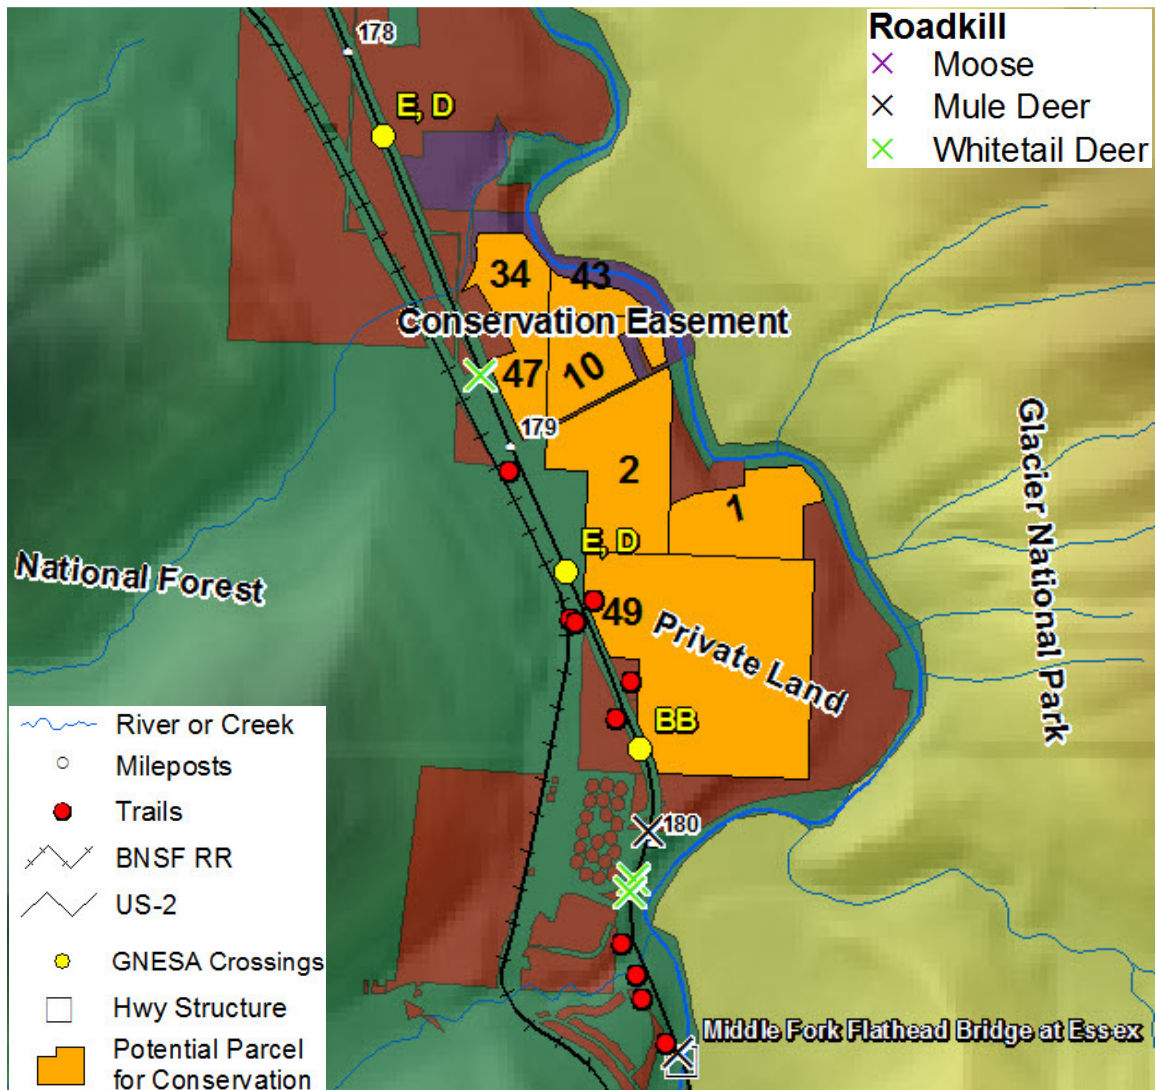 Roadkill
Moose
Mule Deer
Whitetail Deer
178
E, D
34
43
Conservation Easement
47
10
179
2
1
Glacier National Park
E, D
National Forest
49
Private Land
BB
180
River or Creek
Mileposts
Trails
BNSF RR
US-2
GNESA Crossings
Hwy Structure
Potential Parcel
for Conservation
Middle Fork Flathead Bridge at Essex